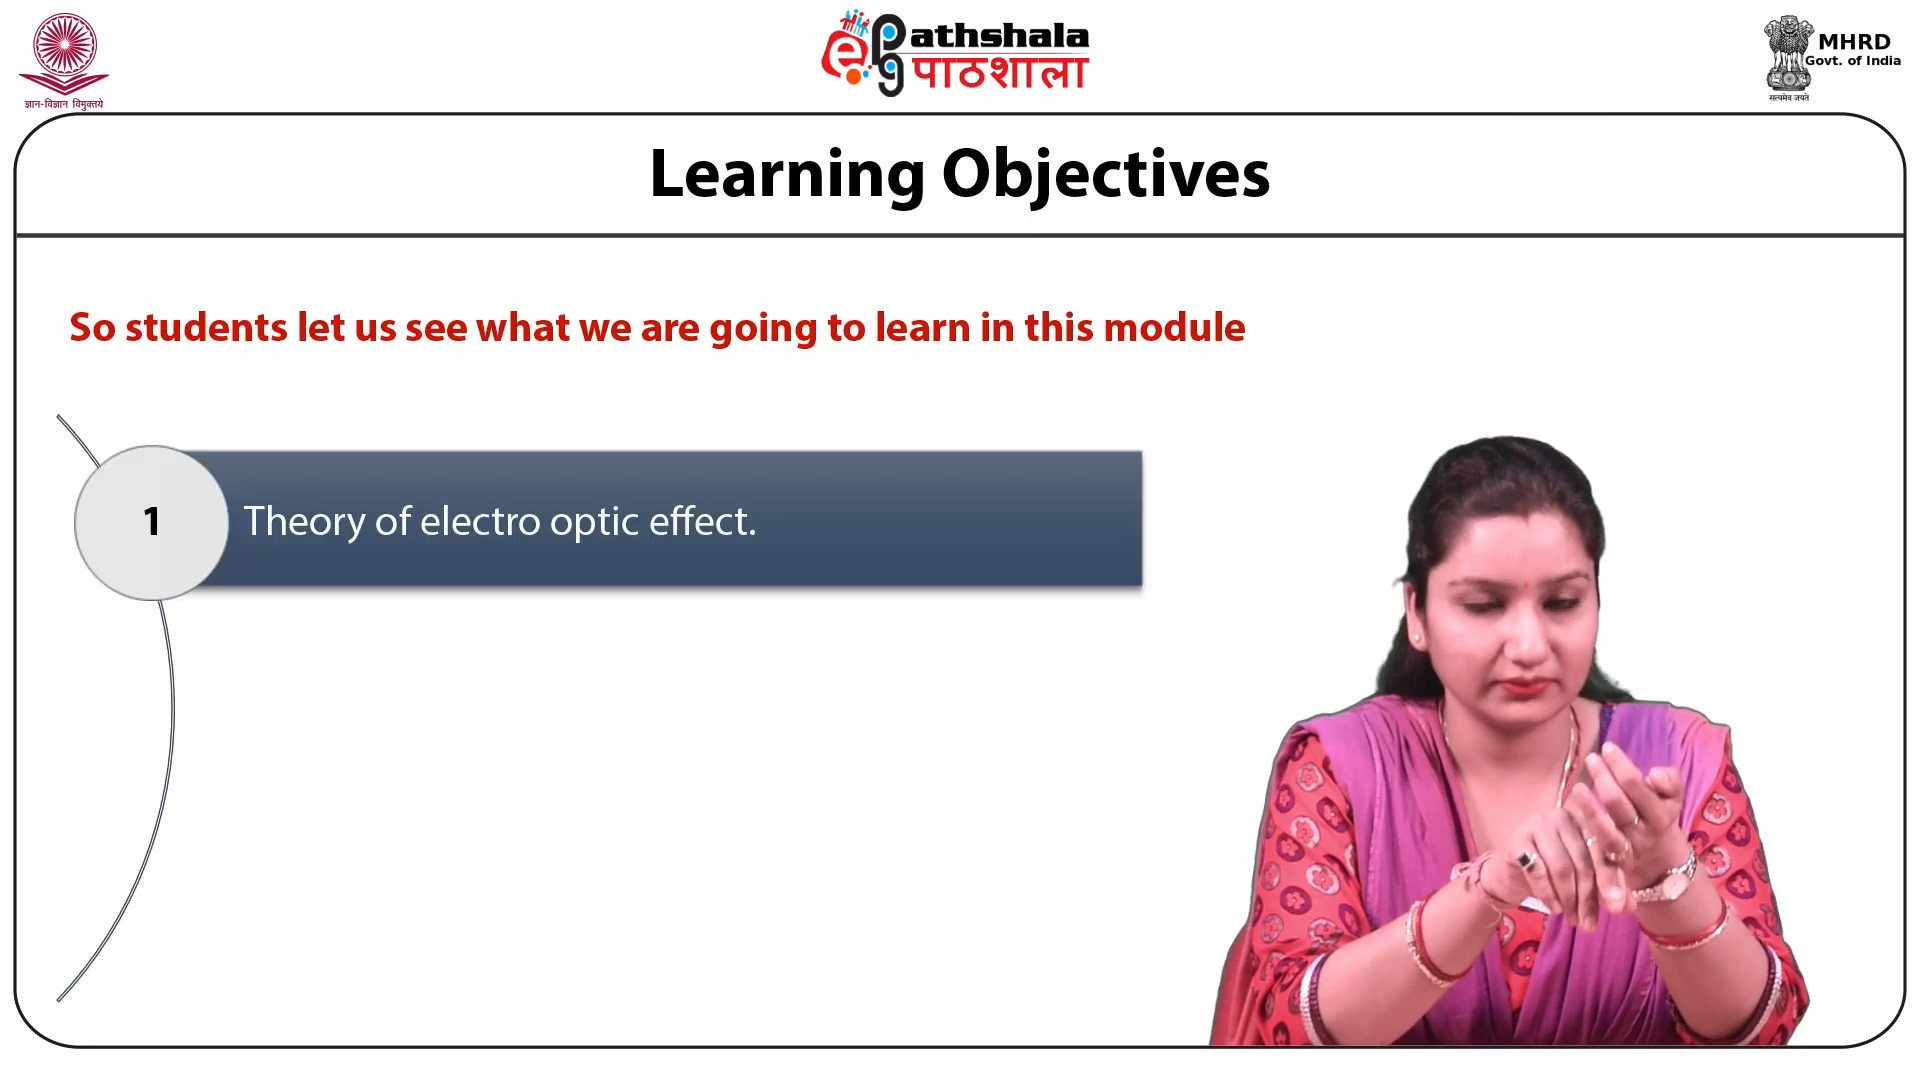 ज्ञान-विज्ञान विमुक्तये
ePathshala
पाठशाला
MHRD
Govt. of India
सत्यमेव जयते
Learning Objectives
So students let us see what we are going to learn in this module
1 Theory of electro optic effect.